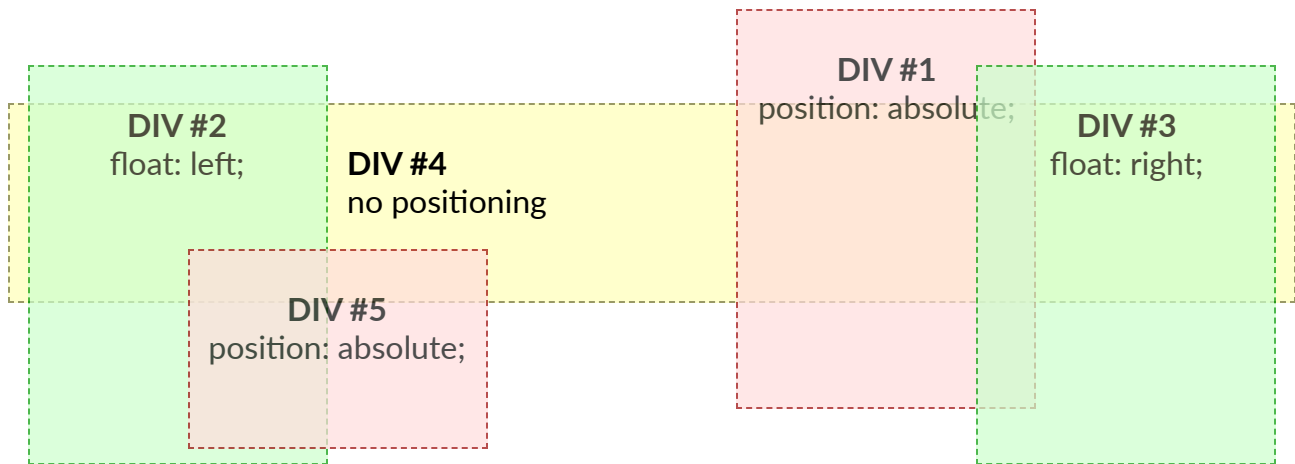 DIV #1
position: absolute;
DIV #2
float: left;
DIV #3
float: right;
DIV #4
no positioning
DIV #5
position: absolute;